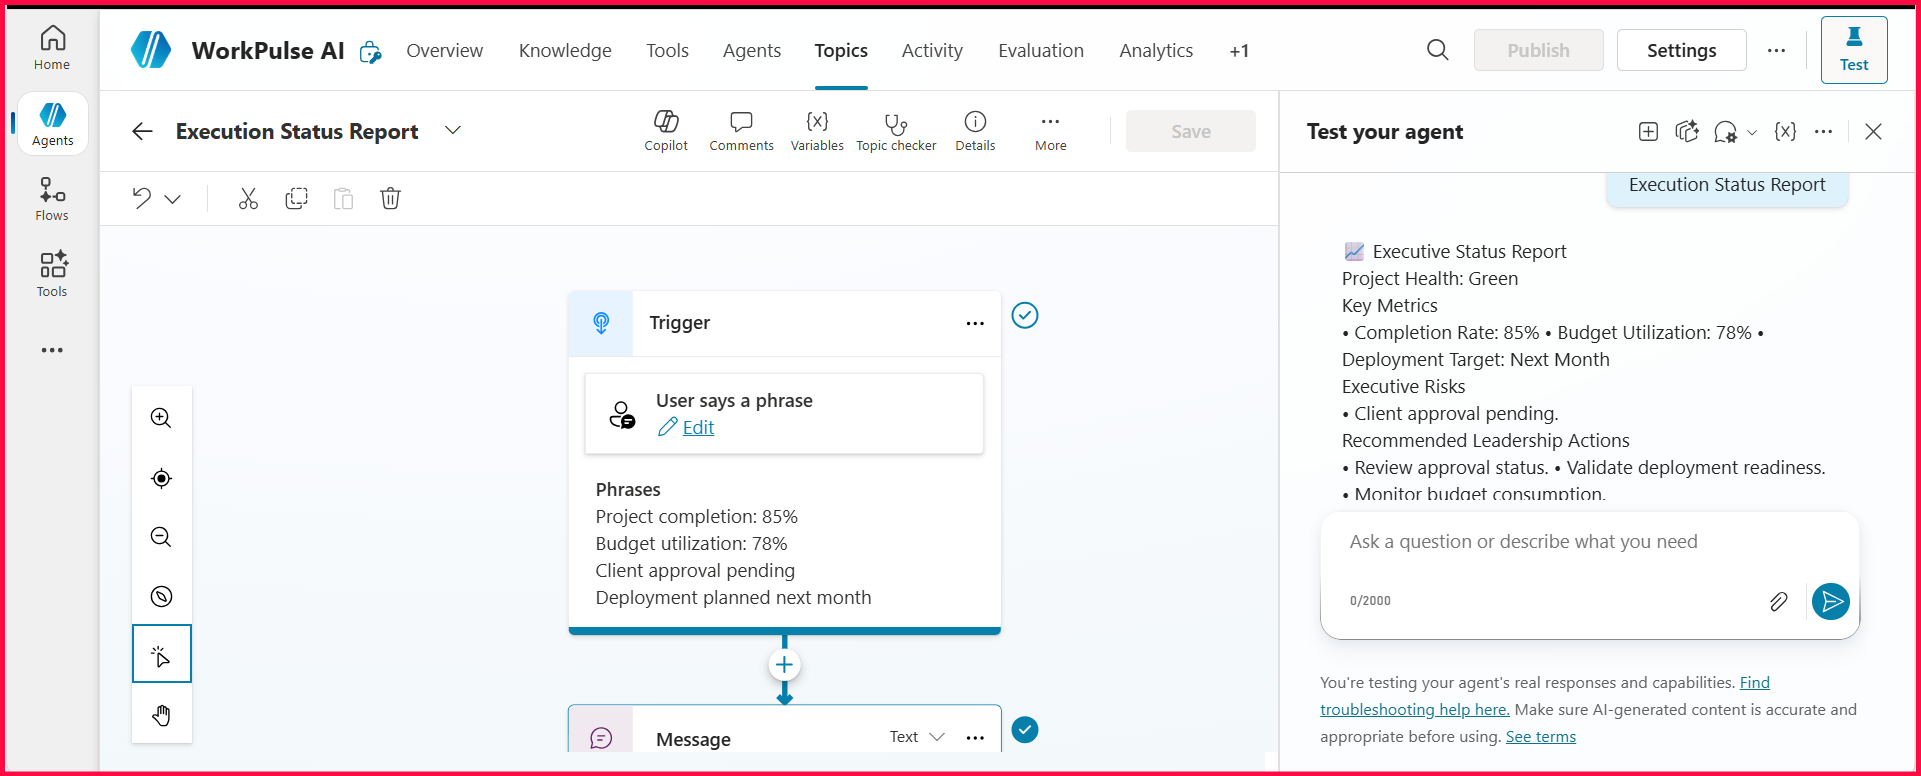 Home
Agents
Flows
Tools
WorkPulse AI
Overview
Knowledge
Tools
Agents
Topics
Activity
Evaluation
Analytics
+1
Publish
Settings
Test
Execution Status Report
Copilot
Comments
Variables
Topic checker
Details
More
Save
Trigger
User says a phrase
Edit
Phrases
Project completion: 85%
Budget utilization: 78%
Client approval pending
Deployment planned next month
Message
Text
Test your agent
Execution Status Report
Executive Status Report
Project Health: Green
Key Metrics
• Completion Rate: 85% • Budget Utilization: 78% •
Deployment Target: Next Month
Executive Risks
• Client approval pending.
Recommended Leadership Actions
• Review approval status. • Validate deployment readiness.
• Monitor budget consumption.
Ask a question or describe what you need
0/2000
You're testing your agent's real responses and capabilities. Find
troubleshooting help here. Make sure AI-generated content is accurate and
appropriate before using. See terms